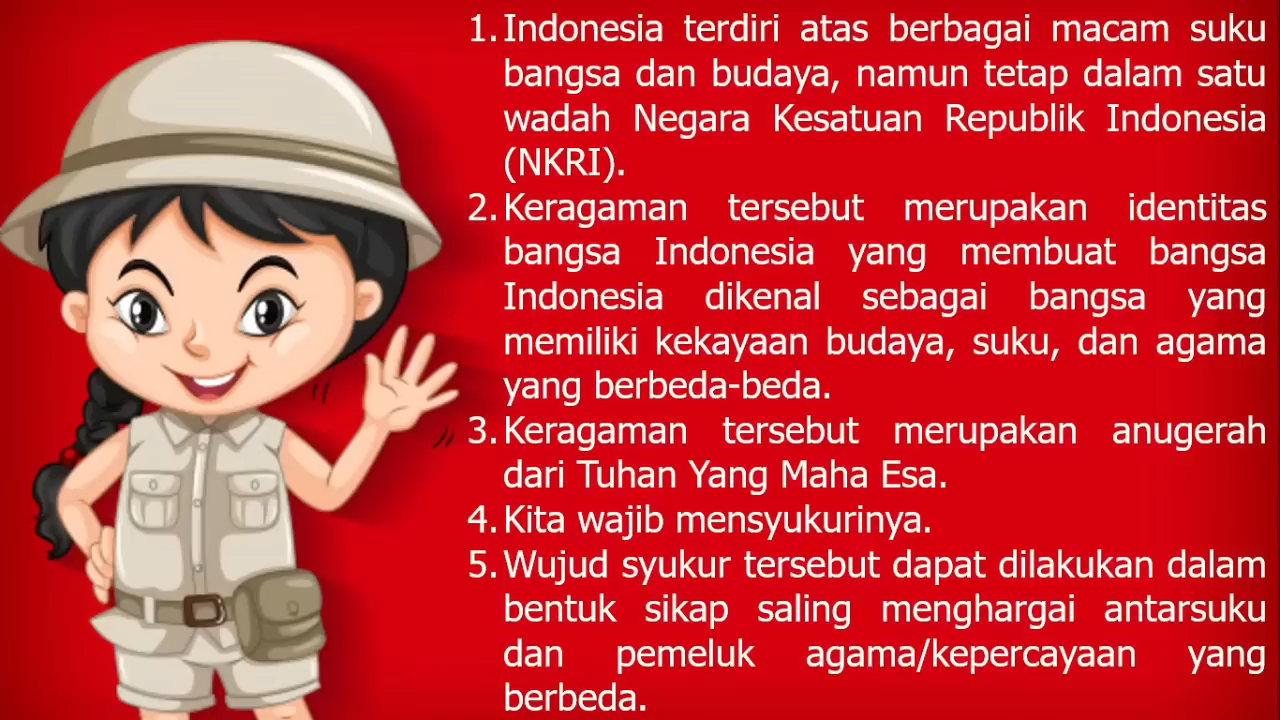 1. Indonesia terdiri atas berbagai macam suku
bangsa dan budaya, namun tetap dalam satu
wadah Negara Kesatuan Republik Indonesia
(NKRI).
2. Keragaman tersebut merupakan identitas
bangsa Indonesia yang membuat bangsa
Indonesia dikenal sebagai bangsa yang
memiliki kekayaan budaya, suku, dan agama
yang berbeda-beda.
3. Keragaman tersebut merupakan anugerah
dari Tuhan Yang Maha Esa.
4. Kita wajib mensyukurinya.
5. Wujud syukur tersebut dapat dilakukan dalam
bentuk sikap saling menghargai antarsuku
dan pemeluk agama/kepercayaan yang
berbeda.